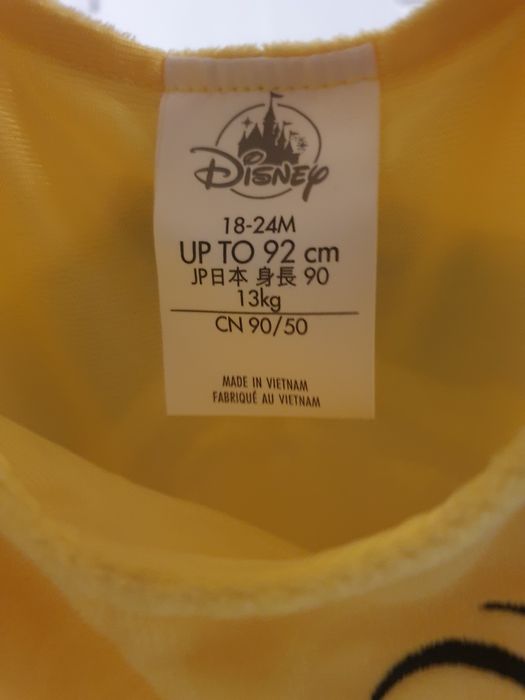 Disney
18-24M
UP TO 92 cm
JP日本 身長 90
13kg
CN 90/50
MADE IN VIETNAM
FABRIQUÉ AU VIETNAM